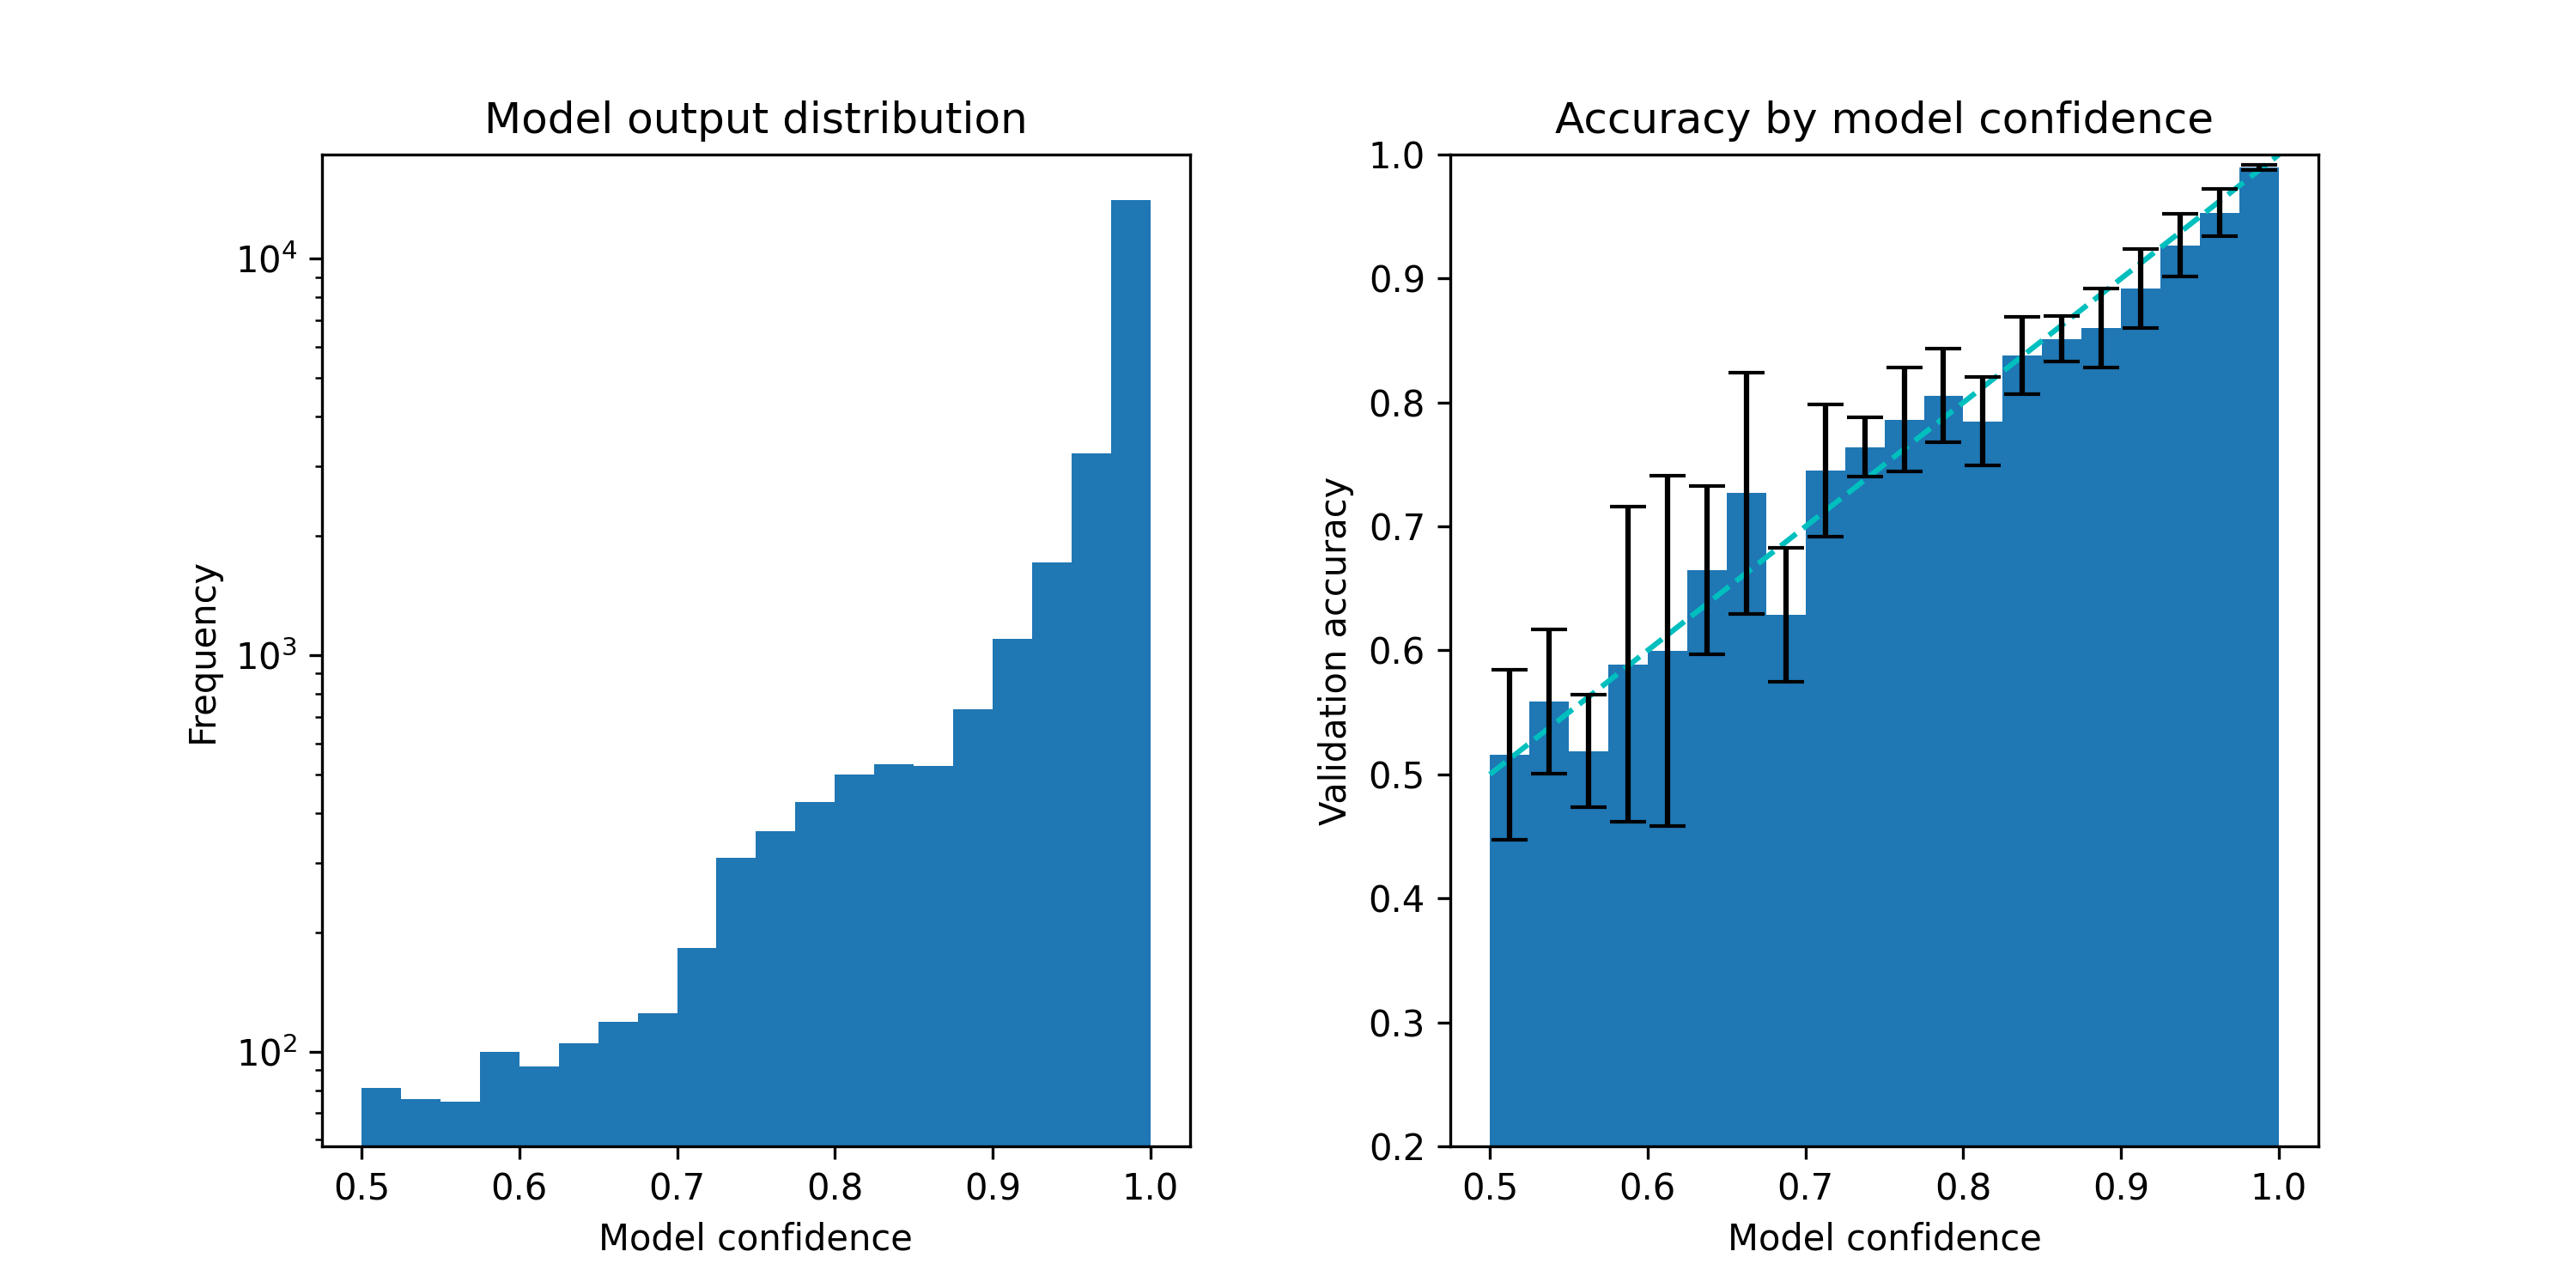 Model output distribution
Frequency
10⁴
10³
10²
0.5 0.6 0.7 0.8 0.9 1.0
Model confidence
Accuracy by model confidence
Validation accuracy
1.0
0.9
0.8
0.7
0.6
0.5
0.4
0.3
0.2
0.5 0.6 0.7 0.8 0.9 1.0
Model confidence